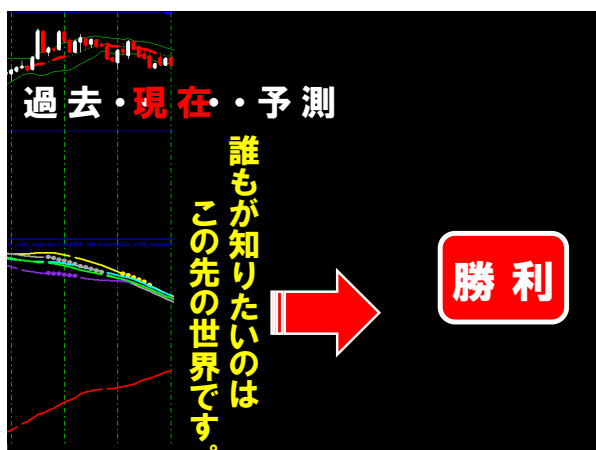 過去・現在・・予測
誰もが知りたいのは
この先の世界です。
勝利